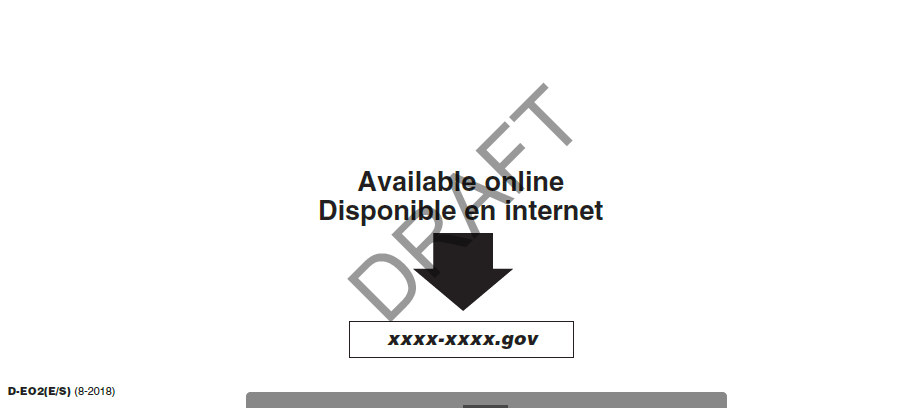 DRAFT
Available online
Disponible en internet
xxxx-xxxx.gov
D-EO2(E/S) (8-2018)